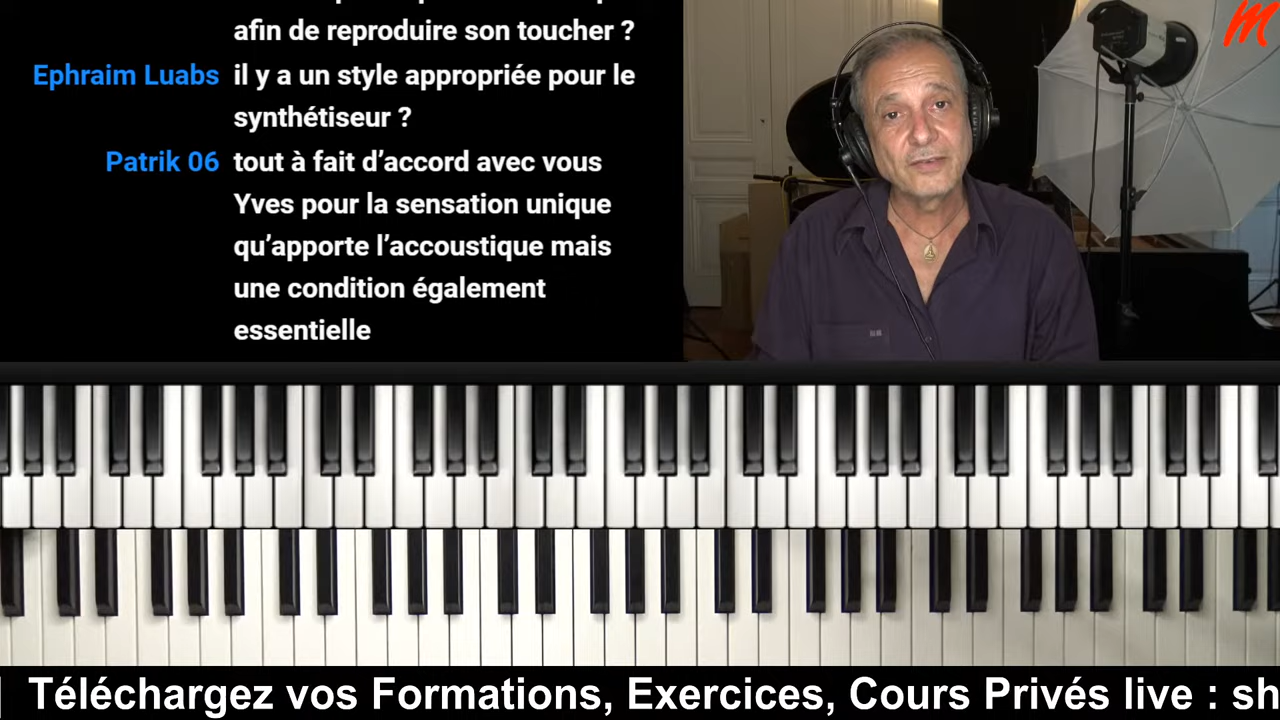 afin de reproduire son toucher ?
Ephraim Luabs il y a un style appropriée pour le
synthétiseur ?
Patrik 06 tout à fait d’accord avec vous
Yves pour la sensation unique
qu’apporte l’accoustique mais
une condition également
essentielle
m
Téléchargez vos Formations, Exercices, Cours Privés live : sh